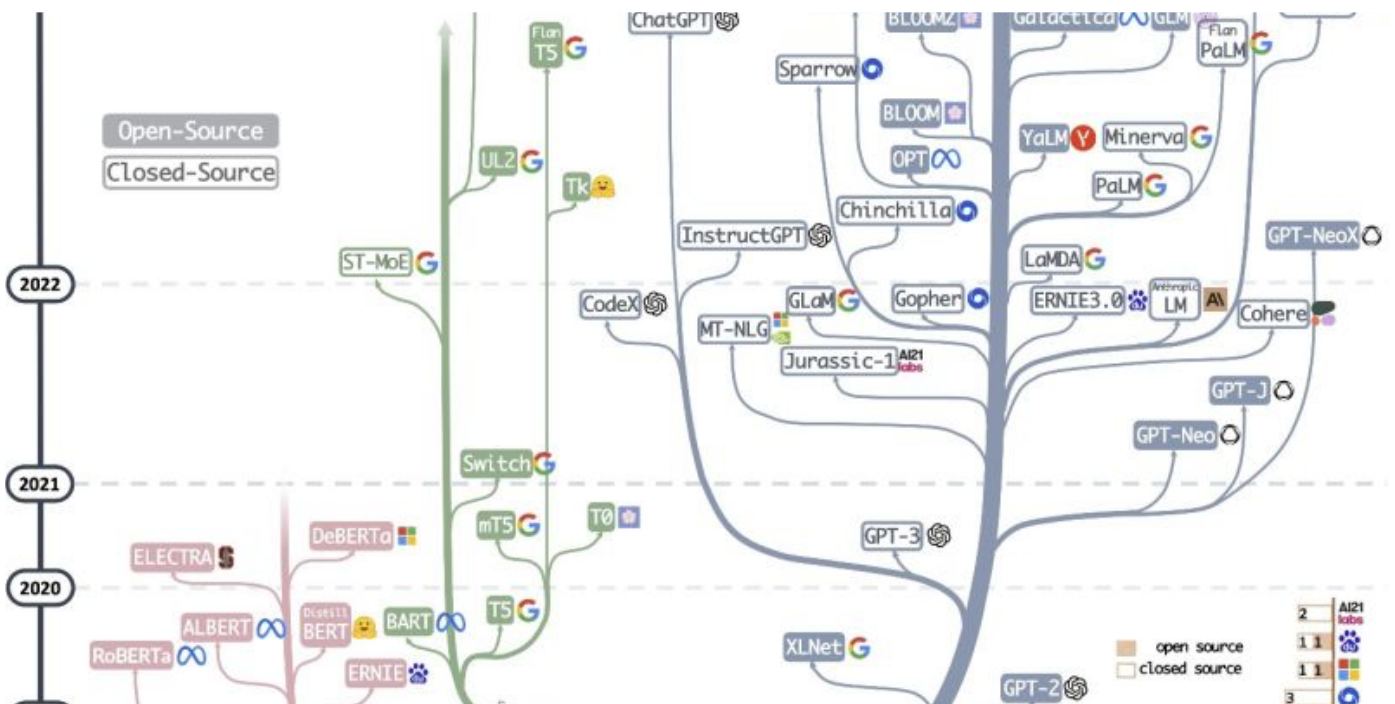 ChatGPT
BLOOMZ
Galactica
GLM
Flan
T5
Flan
PaLM
Sparrow
Open-Source
BLOOM
YaLM
Minerva
Closed-Source
UL2
OPT
Tk
PaLM
Chinchilla
InstructGPT
GPT-NeoX
ST-MoE
LaMDA
2022
CodeX
GLaM
Gopher
ERNIE3.0
Anthropic
LM
A\
Cohere
MT-NLG
Jurassic-1
AI21
labs
GPT-J
GPT-Neo
Switch
2021
mT5
T0
DeBERTa
GPT-3
ELECTRA
S
2020
T5
2
AI21
labs
ALBERT
Distill
BERT
BART
RoBERTa
XLNet
open source
1 1
du
closed source
1 1
ERNIE
du
GPT-2
3